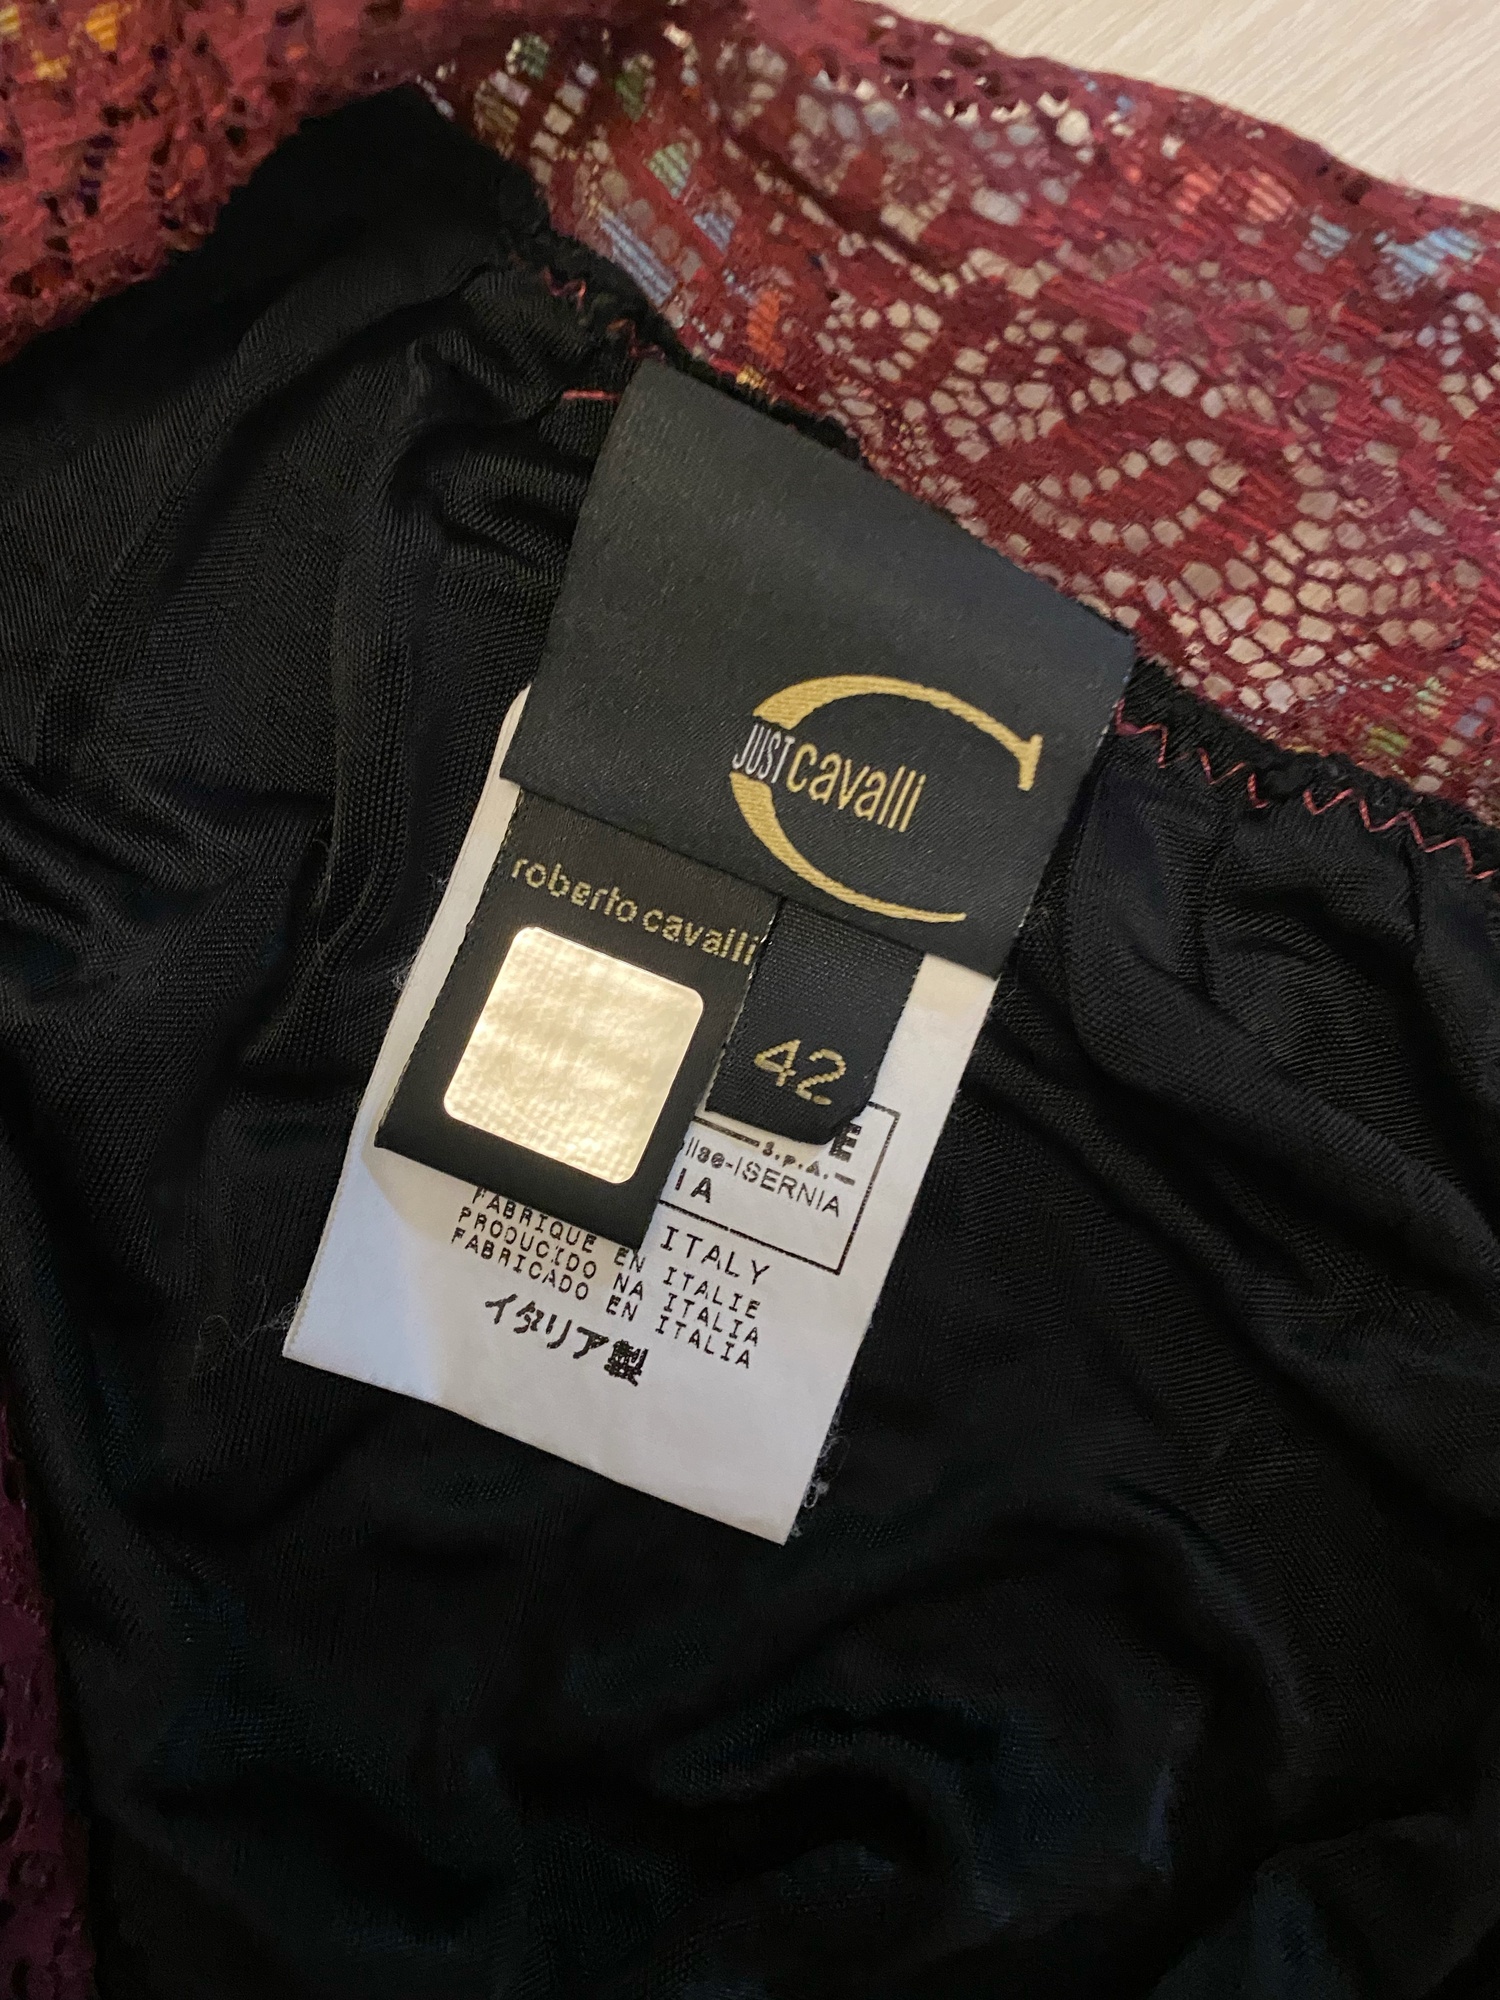 JUST cavalli
roberto cavalli
42
E
S.p.A.
ISERNIA
IA
ITALY
FABRIQUE EN ITALIE
PRODUCIDO NA ITALIA
FABRICADO EN ITALIA
イタリア製